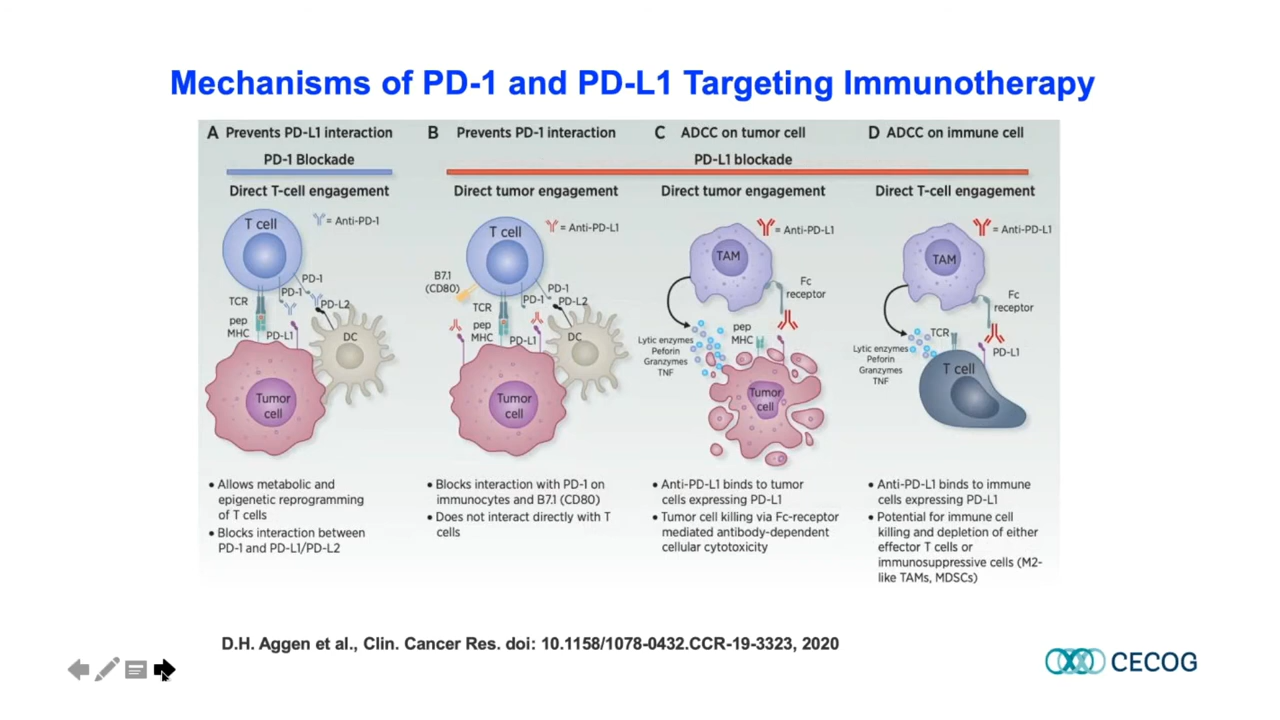 Mechanisms of PD-1 and PD-L1 Targeting Immunotherapy
A Prevents PD-L1 interaction
PD-1 Blockade
Direct T-cell engagement
T cell
= Anti-PD-1
PD-1
PD-1
PD-L2
TCR
pep
MHC
PD-L1
DC
Tumor
cell
• Allows metabolic and
epigenetic reprogramming
of T cells
• Blocks interaction between
PD-1 and PD-L1/PD-L2
B Prevents PD-1 interaction
PD-L1 blockade
Direct tumor engagement
T cell
= Anti-PD-L1
B7.1
(CD80)
PD-1
PD-1
PD-L2
TCR
pep
MHC
PD-L1
DC
Tumor
cell
• Blocks interaction with PD-1 on
immunocytes and B7.1 (CD80)
• Does not interact directly with T
cells
C ADCC on tumor cell
Direct tumor engagement
TAM
= Anti-PD-L1
Fc
receptor
Lytic enzymes
Peforin
Granzymes
TNF
pep
MHC
Tumor
cell
• Anti-PD-L1 binds to tumor
cells expressing PD-L1
• Tumor cell killing via Fc-receptor
mediated antibody-dependent
cellular cytotoxicity
D ADCC on immune cell
Direct T-cell engagement
TAM
= Anti-PD-L1
Fc
receptor
Lytic enzymes
Peforin
Granzymes
TNF
TCR
PD-L1
T cell
• Anti-PD-L1 binds to immune
cells expressing PD-L1
• Potential for immune cell
killing and depletion of either
effector T cells or
immunosuppressive cells (M2-
like TAMs, MDSCs)
D.H. Aggen et al., Clin. Cancer Res. doi: 10.1158/1078-0432.CCR-19-3323, 2020
CECOG